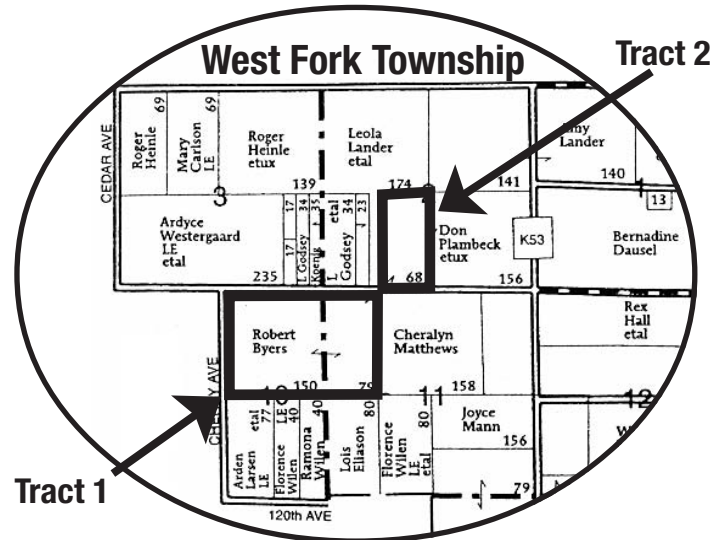 West Fork Township
Tract 2
CEDAR AVE
Roger
Heinle
69
Mary
Carlson
LE
69
Roger
Heinle
etux
139
Leola
Lander
etal
174
141
Lander
140
3
1
13
Ardyce
Westergaard
LE
etal
235
17
17
L Godsey
34
Koenig
35
L Godsey
etal
34
23
68
Don
Plambeck
etux
156
K53
Bernadine
Dausel
Robert
Byers
150
79
Cheralyn
Matthews
158
Rex
Hall
etal
11
12
Arden
Larsen
LE
etal
77
Florence
Wilen
LE
40
Ramona
Wilen
40
Lois
Eliason
80
Florence
Wilen
LE
etal
80
Joyce
Mann
156
79
Tract 1
120th AVE